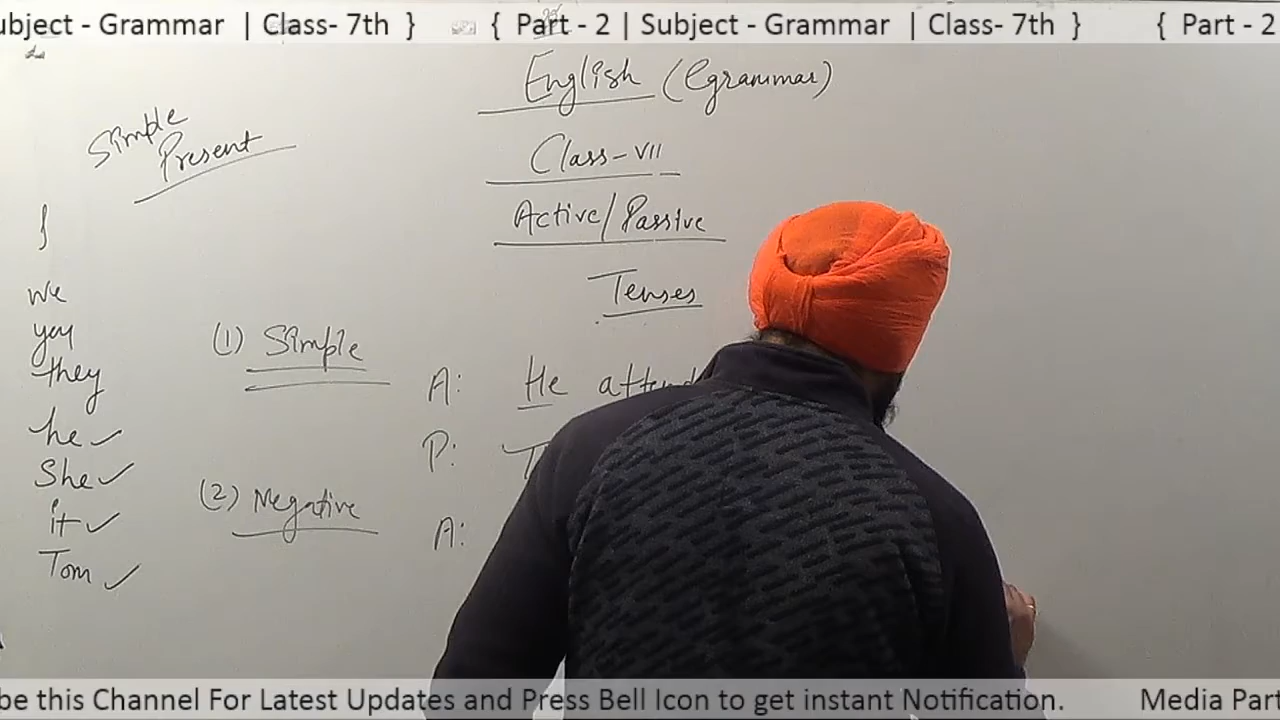 ubject - Grammar | Class- 7th } { Part - 2 | Subject - Grammar | Class- 7th } { Part - 2
English (Grammar)
Class-VII
Active/Passive
Tenses
Simple
Present
I
we
you
they
he ✓
She ✓
it ✓
Tom ✓
(1) Simple
A: He attend
P: T
(2) Negative
A:
be this Channel For Latest Updates and Press Bell Icon to get instant Notification. Media Part